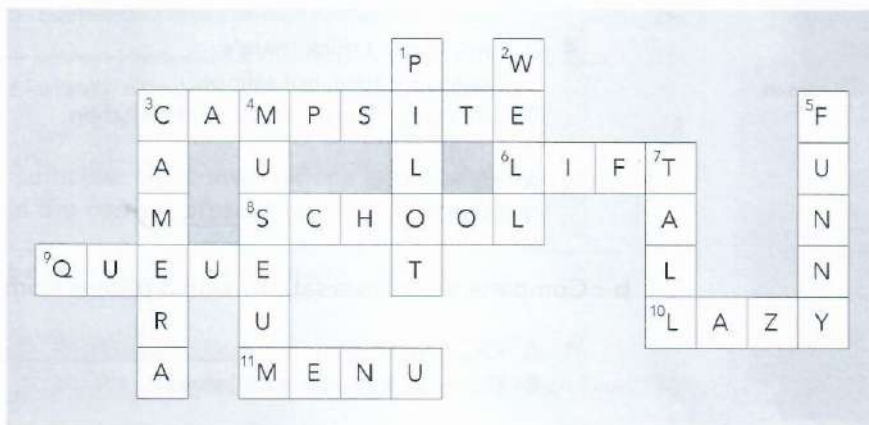 1P 2W
3C A 4M P S I T E 5F
A U L 6L I F 7T U
M 8S C H O O L A N
9Q U E U E T L N
R U 10L A Z Y
A 11M E N U